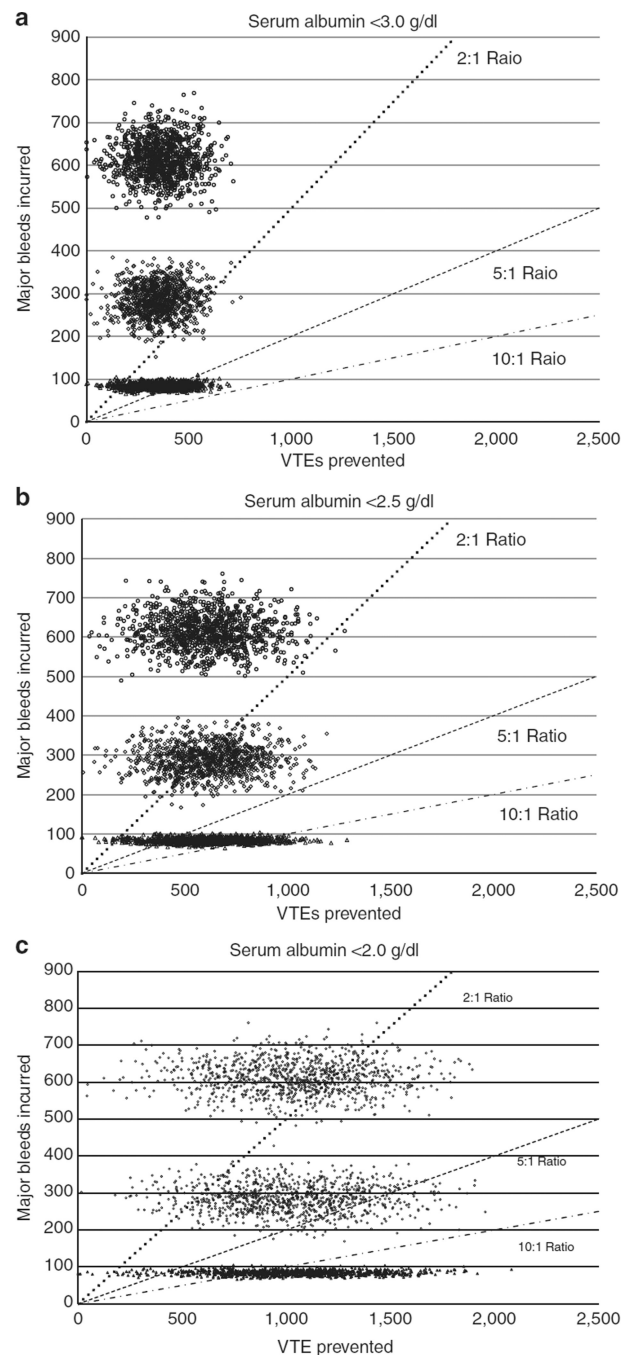 a
Serum albumin <3.0 g/dl
900
800
700
600
500
400
300
200
100
0
Major bleeds incurred
2:1 Raio
5:1 Raio
10:1 Raio
0 500 1,000 1,500 2,000 2,500
VTEs prevented
b
Serum albumin <2.5 g/dl
900
800
700
600
500
400
300
200
100
0
Major bleeds incurred
2:1 Ratio
5:1 Ratio
10:1 Ratio
0 500 1,000 1,500 2,000 2,500
VTEs prevented
c
Serum albumin <2.0 g/dl
900
800
700
600
500
400
300
200
100
0
Major bleeds incurred
2:1 Ratio
5:1 Ratio
10:1 Ratio
0 500 1,000 1,500 2,000 2,500
VTE prevented